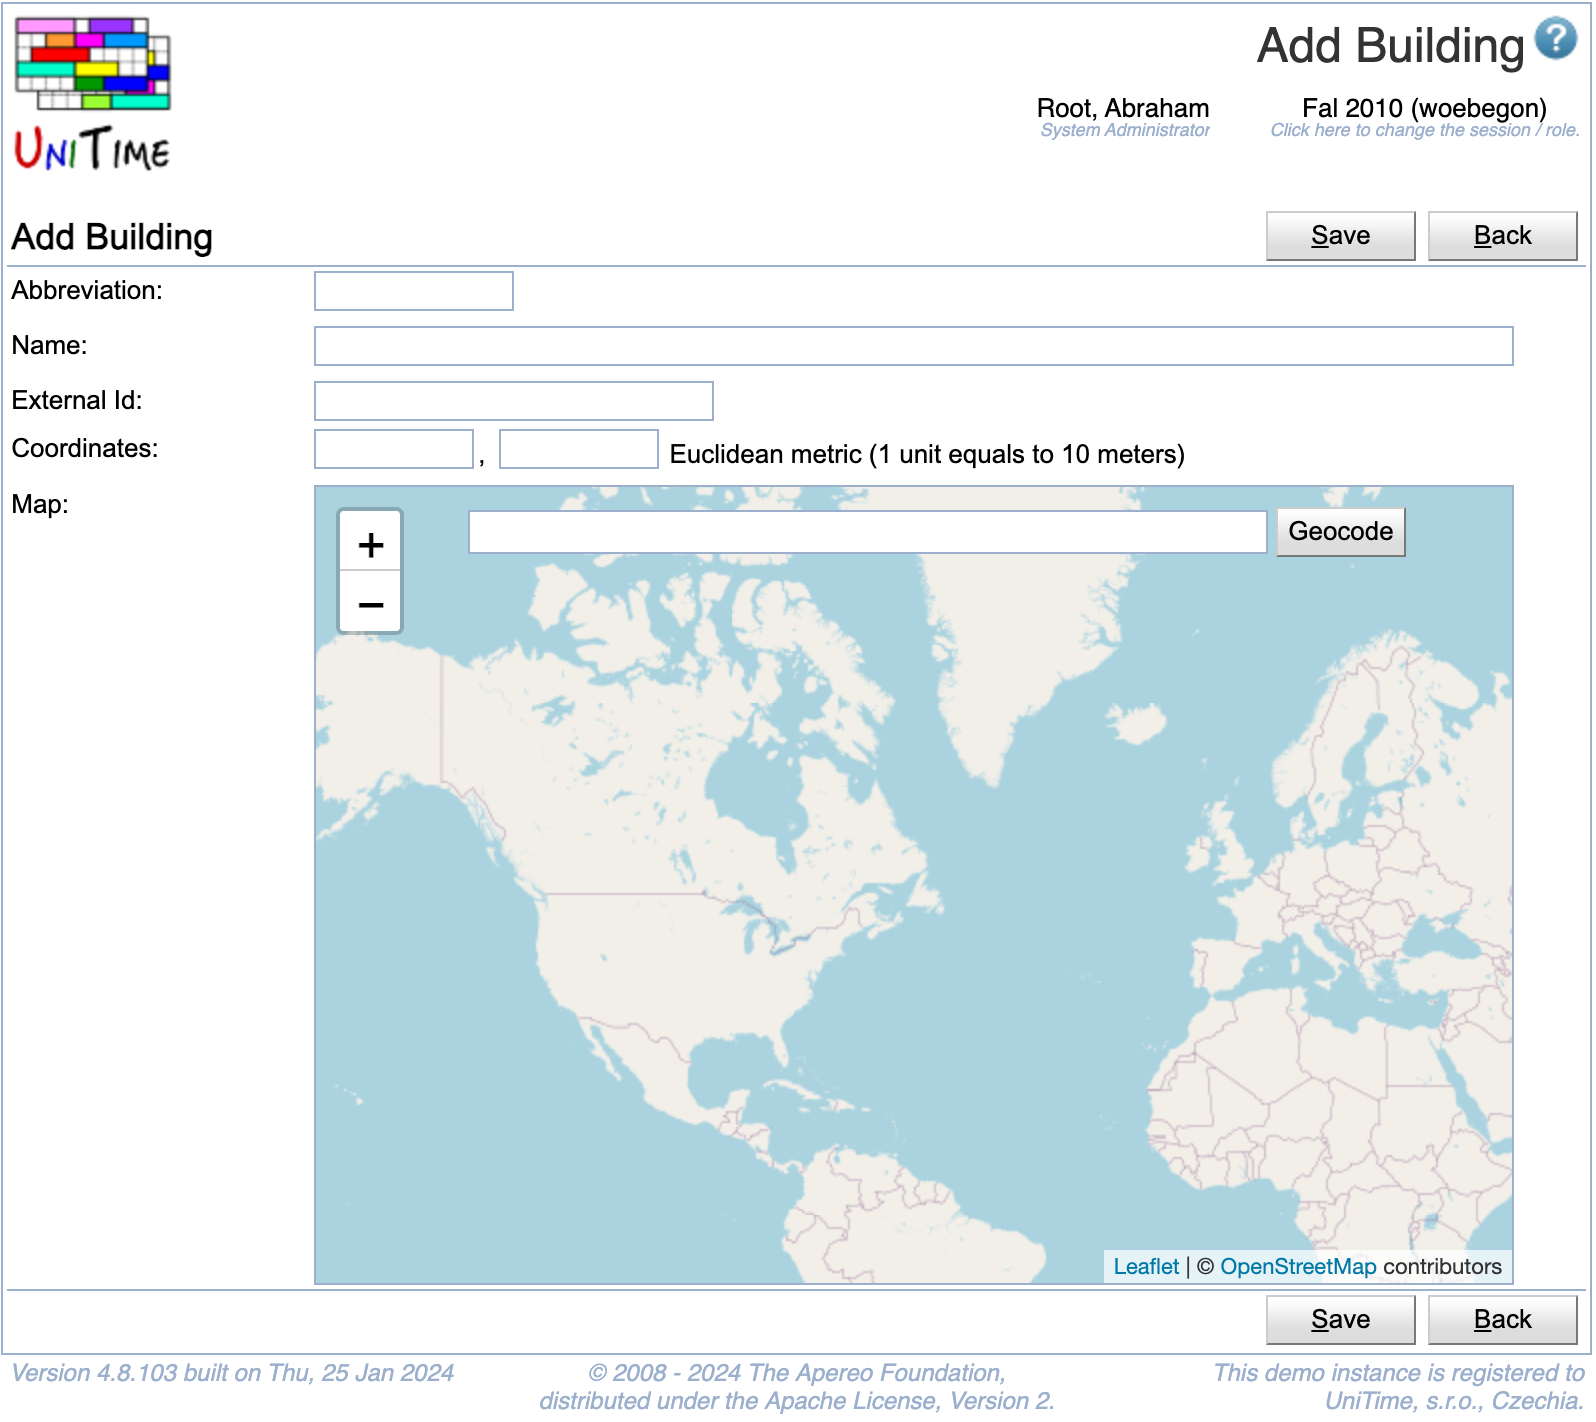 UniTime
Add Building ?
Root, Abraham
System Administrator
Fal 2010 (woebegon)
Click here to change the session / role.
Add Building
Save
Back
Abbreviation:
Name:
External Id:
Coordinates:
,
Euclidean metric (1 unit equals to 10 meters)
Map:
+
−
Geocode
Leaflet | © OpenStreetMap contributors
Save
Back
Version 4.8.103 built on Thu, 25 Jan 2024
© 2008 - 2024 The Apereo Foundation,
distributed under the Apache License, Version 2.
This demo instance is registered to
UniTime, s.r.o., Czechia.